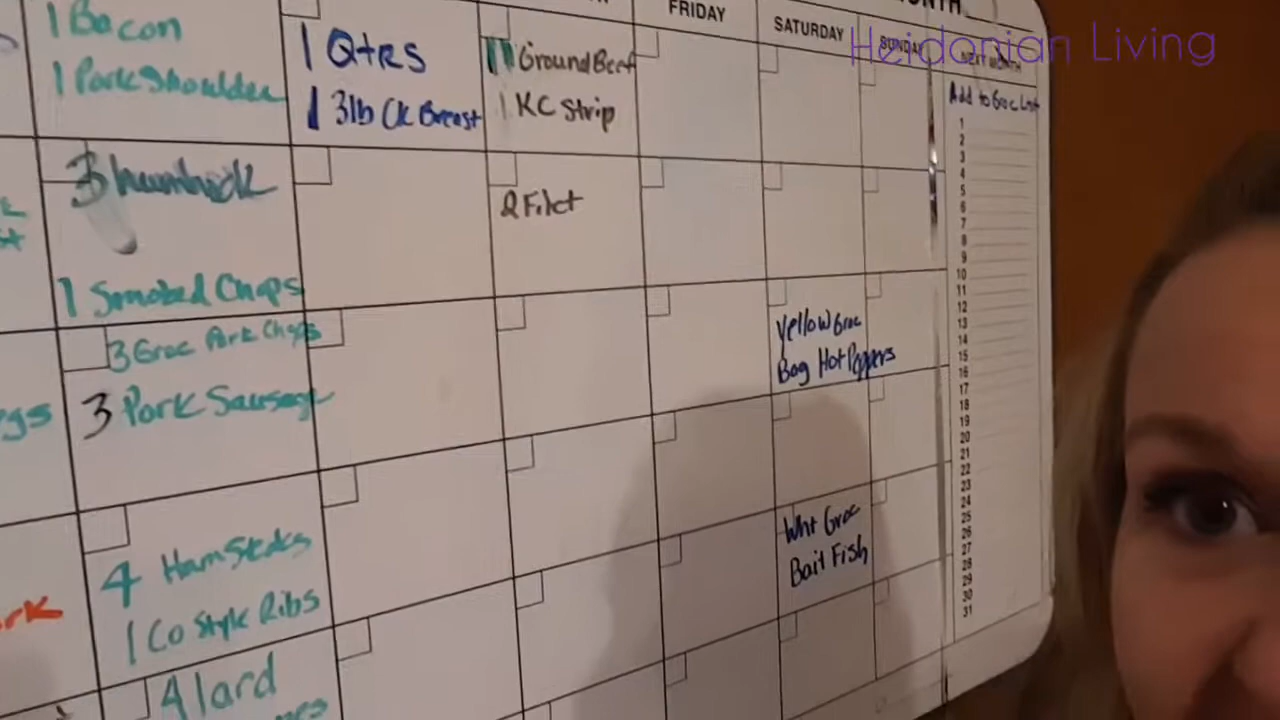 FRIDAY
SATURDAY
SUNDAY
NEXT MONTH
Heidonian Living
1 Bacon
1 Pork Shoulder
1 Qtrs
1 3lb Ck Breast
Ground Beef
1 KC Strip
Add to Groc List
3
1 Smoked Chops
2 Filet
3 Groc Pork Chops
3 Pork Sausage
Yellow Groc
Bag Hot Peppers
4 Ham Steaks
1 Co Style Ribs
Wht Groc
Bait Fish
4 lard
1
2
3
4
5
6
7
8
9
10
11
12
13
14
15
16
17
18
19
20
21
22
23
24
25
26
27
28
29
30
31